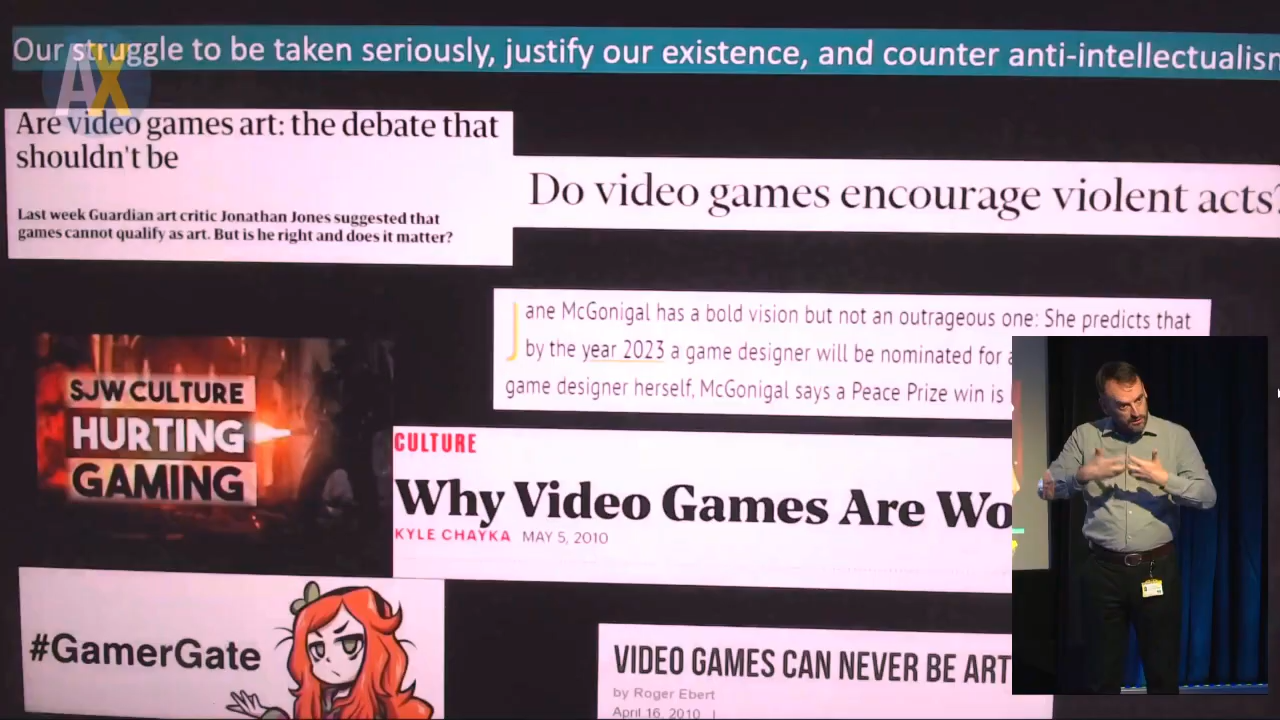 Our struggle to be taken seriously, justify our existence, and counter anti-intellectualism
AX
Are video games art: the debate that
shouldn't be
Last week Guardian art critic Jonathan Jones suggested that
games cannot qualify as art. But is he right and does it matter?
Do video games encourage violent acts?
Jane McGonigal has a bold vision but not an outrageous one: She predicts that
by the year 2023 a game designer will be nominated for
game designer herself, McGonigal says a Peace Prize win is
SJW CULTURE
HURTING
GAMING
CULTURE
Why Video Games Are Wo
KYLE CHAYKA MAY 5, 2010
#GamerGate
VIDEO GAMES CAN NEVER BE ART
by Roger Ebert
April 16, 2010 |